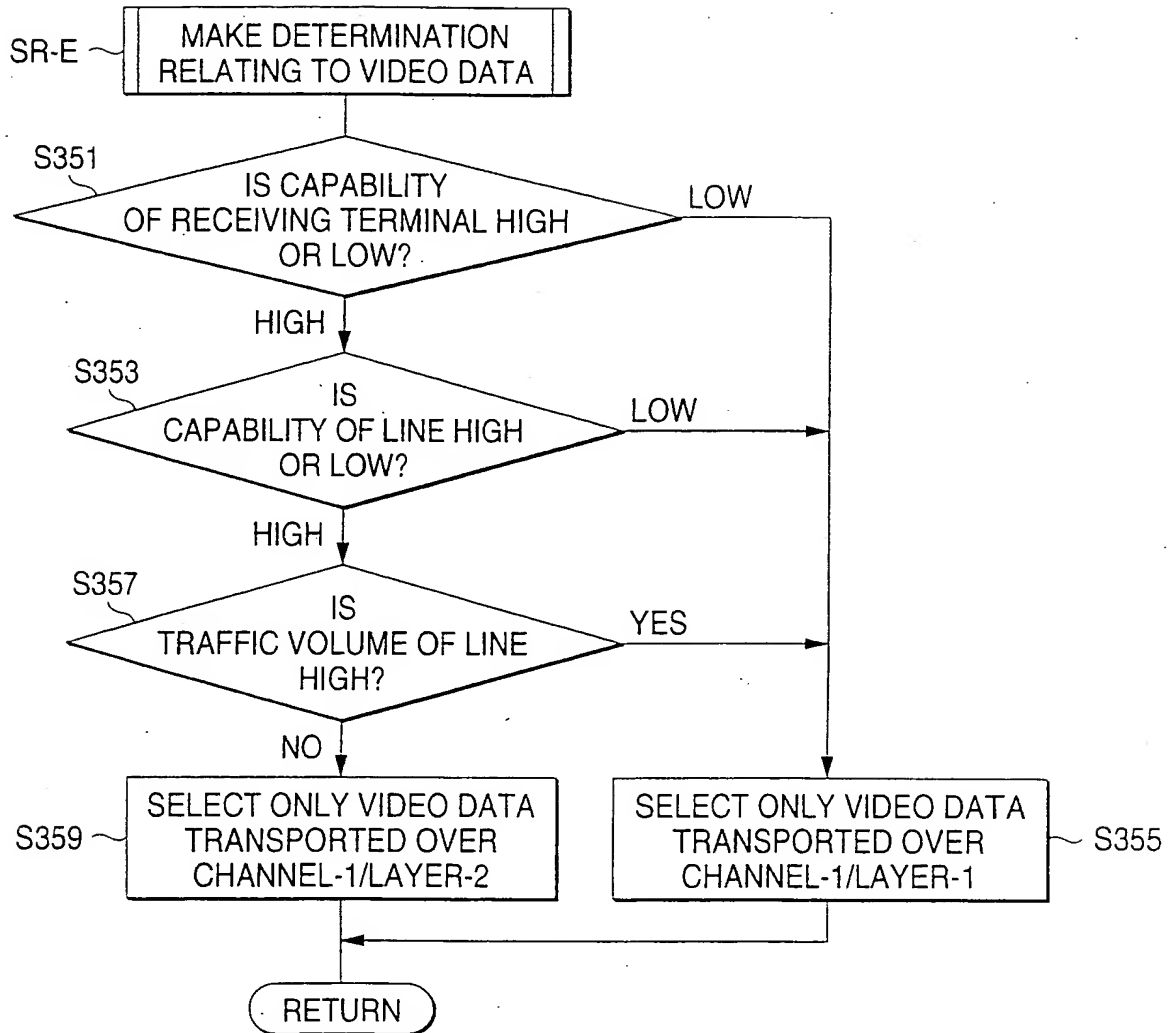 SR-E
MAKE DETERMINATION
RELATING TO VIDEO DATA
S351
IS CAPABILITY
OF RECEIVING TERMINAL HIGH
OR LOW?
LOW
HIGH
S353
IS
CAPABILITY OF LINE HIGH
OR LOW?
LOW
HIGH
S357
IS
TRAFFIC VOLUME OF LINE
HIGH?
YES
NO
S359
SELECT ONLY VIDEO DATA
TRANSPORTED OVER
CHANNEL-1/LAYER-2
SELECT ONLY VIDEO DATA
TRANSPORTED OVER
CHANNEL-1/LAYER-1
S355
RETURN